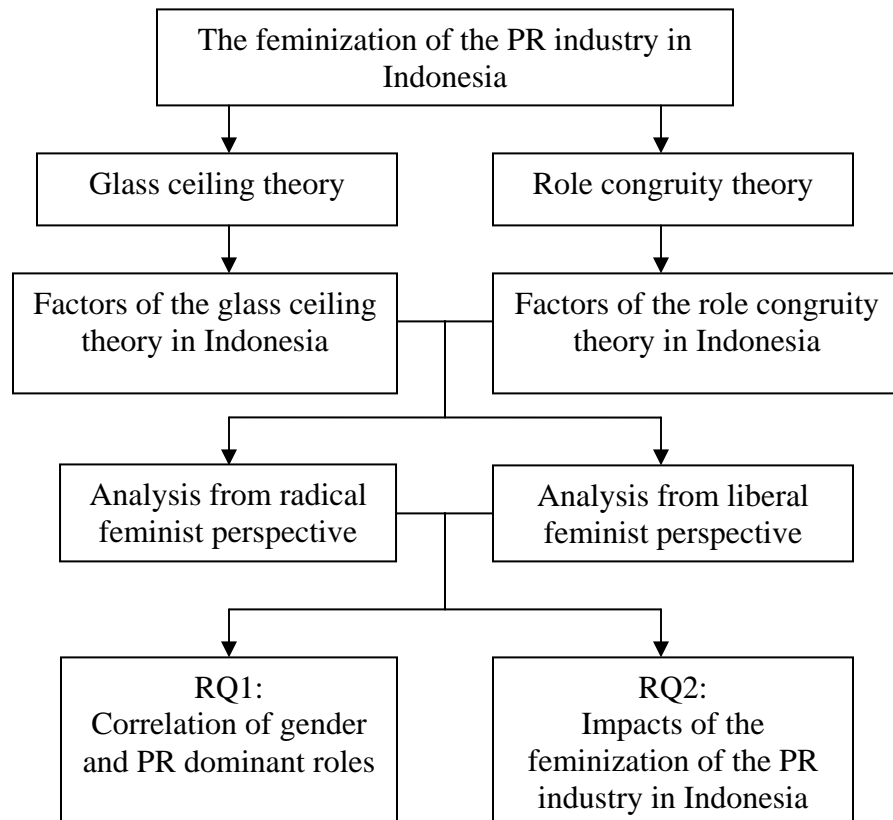 The feminization of the PR industry in
Indonesia
Glass ceiling theory
Role congruity theory
Factors of the glass ceiling
theory in Indonesia
Factors of the role congruity
theory in Indonesia
Analysis from radical
feminist perspective
Analysis from liberal
feminist perspective
RQ1:
Correlation of gender
and PR dominant roles
RQ2:
Impacts of the
feminization of the PR
industry in Indonesia